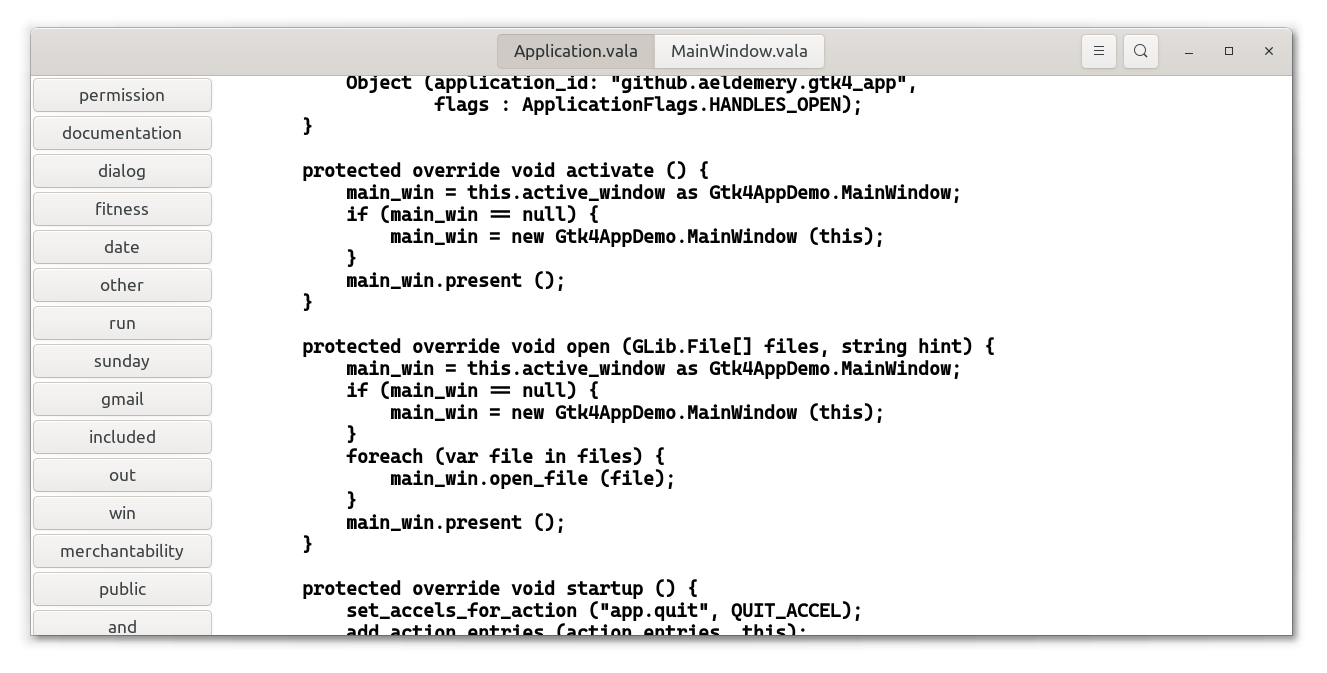 Application.vala
MainWindow.vala
permission
documentation
dialog
fitness
date
other
run
sunday
gmail
included
out
win
merchantability
public
and
Object (application_id: "github.aeldemery.gtk4_app",
flags : ApplicationFlags.HANDLES_OPEN);
}
protected override void activate () {
main_win = this.active_window as Gtk4AppDemo.MainWindow;
if (main_win == null) {
main_win = new Gtk4AppDemo.MainWindow (this);
}
main_win.present ();
}
protected override void open (GLib.File[] files, string hint) {
main_win = this.active_window as Gtk4AppDemo.MainWindow;
if (main_win == null) {
main_win = new Gtk4AppDemo.MainWindow (this);
}
foreach (var file in files) {
main_win.open_file (file);
}
main_win.present ();
}
protected override void startup () {
set_accels_for_action ("app.quit", QUIT_ACCEL);
add_action_entries (action_entries, this);